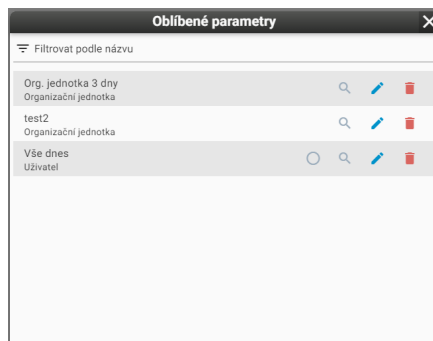 Oblíbené parametry
Filtrovat podle názvu
Org. jednotka 3 dny
Organizační jednotka
test2
Organizační jednotka
Vše dnes
Uživatel